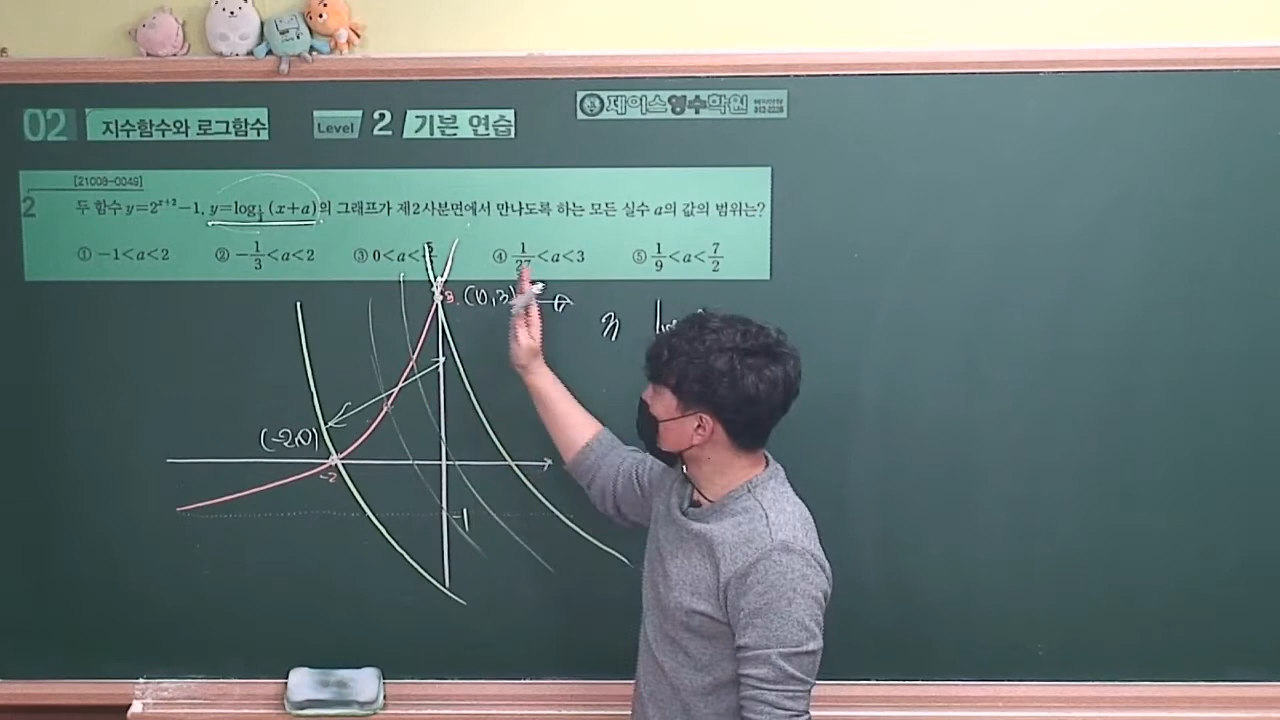 제이스영수학원
02 지수함수와 로그함수 Level 2 기본 연습
[21009-0049]
2 두 함수 y=2^{x+2}-1, y=log_{1/3}(x+a)의 그래프가 제2사분면에서 만나도록 하는 모든 실수 a의 값의 범위는?
① -1<a<2 ② -1/3<a<2 ③ 0<a< ④ 1/27<a<3 ⑤ 1/9<a<7/2
3. (0,3)
3
(-2,0)
-2
-1